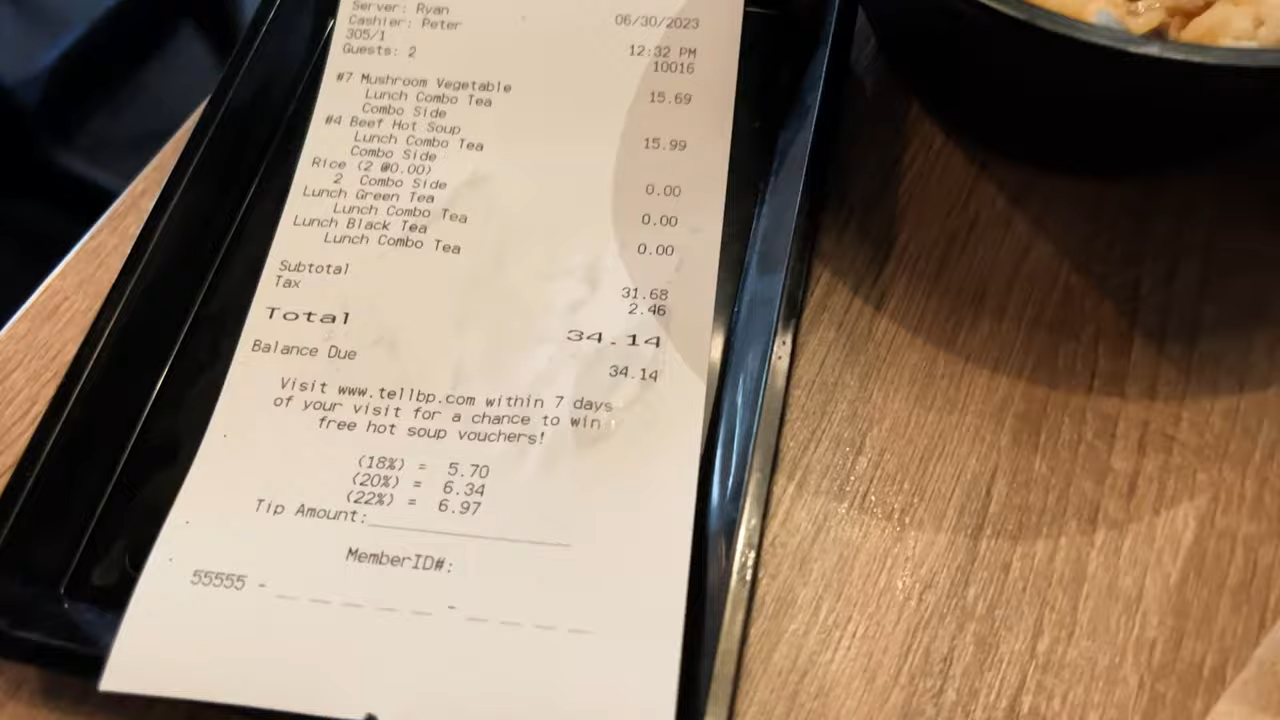 Server: Ryan
Cashier: Peter 06/30/2023
305/1
Guests: 2 12:32 PM
10016
#7 Mushroom Vegetable
Lunch Combo Tea 15.69
Combo Side
#4 Beef Hot Soup
Lunch Combo Tea 15.99
Combo Side
Rice (2 @0.00)
2 Combo Side 0.00
Lunch Green Tea
Lunch Combo Tea 0.00
Lunch Black Tea
Lunch Combo Tea 0.00
Subtotal 31.68
Tax 2.46
Total 34.14
Balance Due 34.14
Visit www.tellbp.com within 7 days
of your visit for a chance to win
free hot soup vouchers!
(18%) = 5.70
(20%) = 6.34
(22%) = 6.97
Tip Amount:
MemberID#:
55555 - _ _ _ _ _ - _ _ _ _